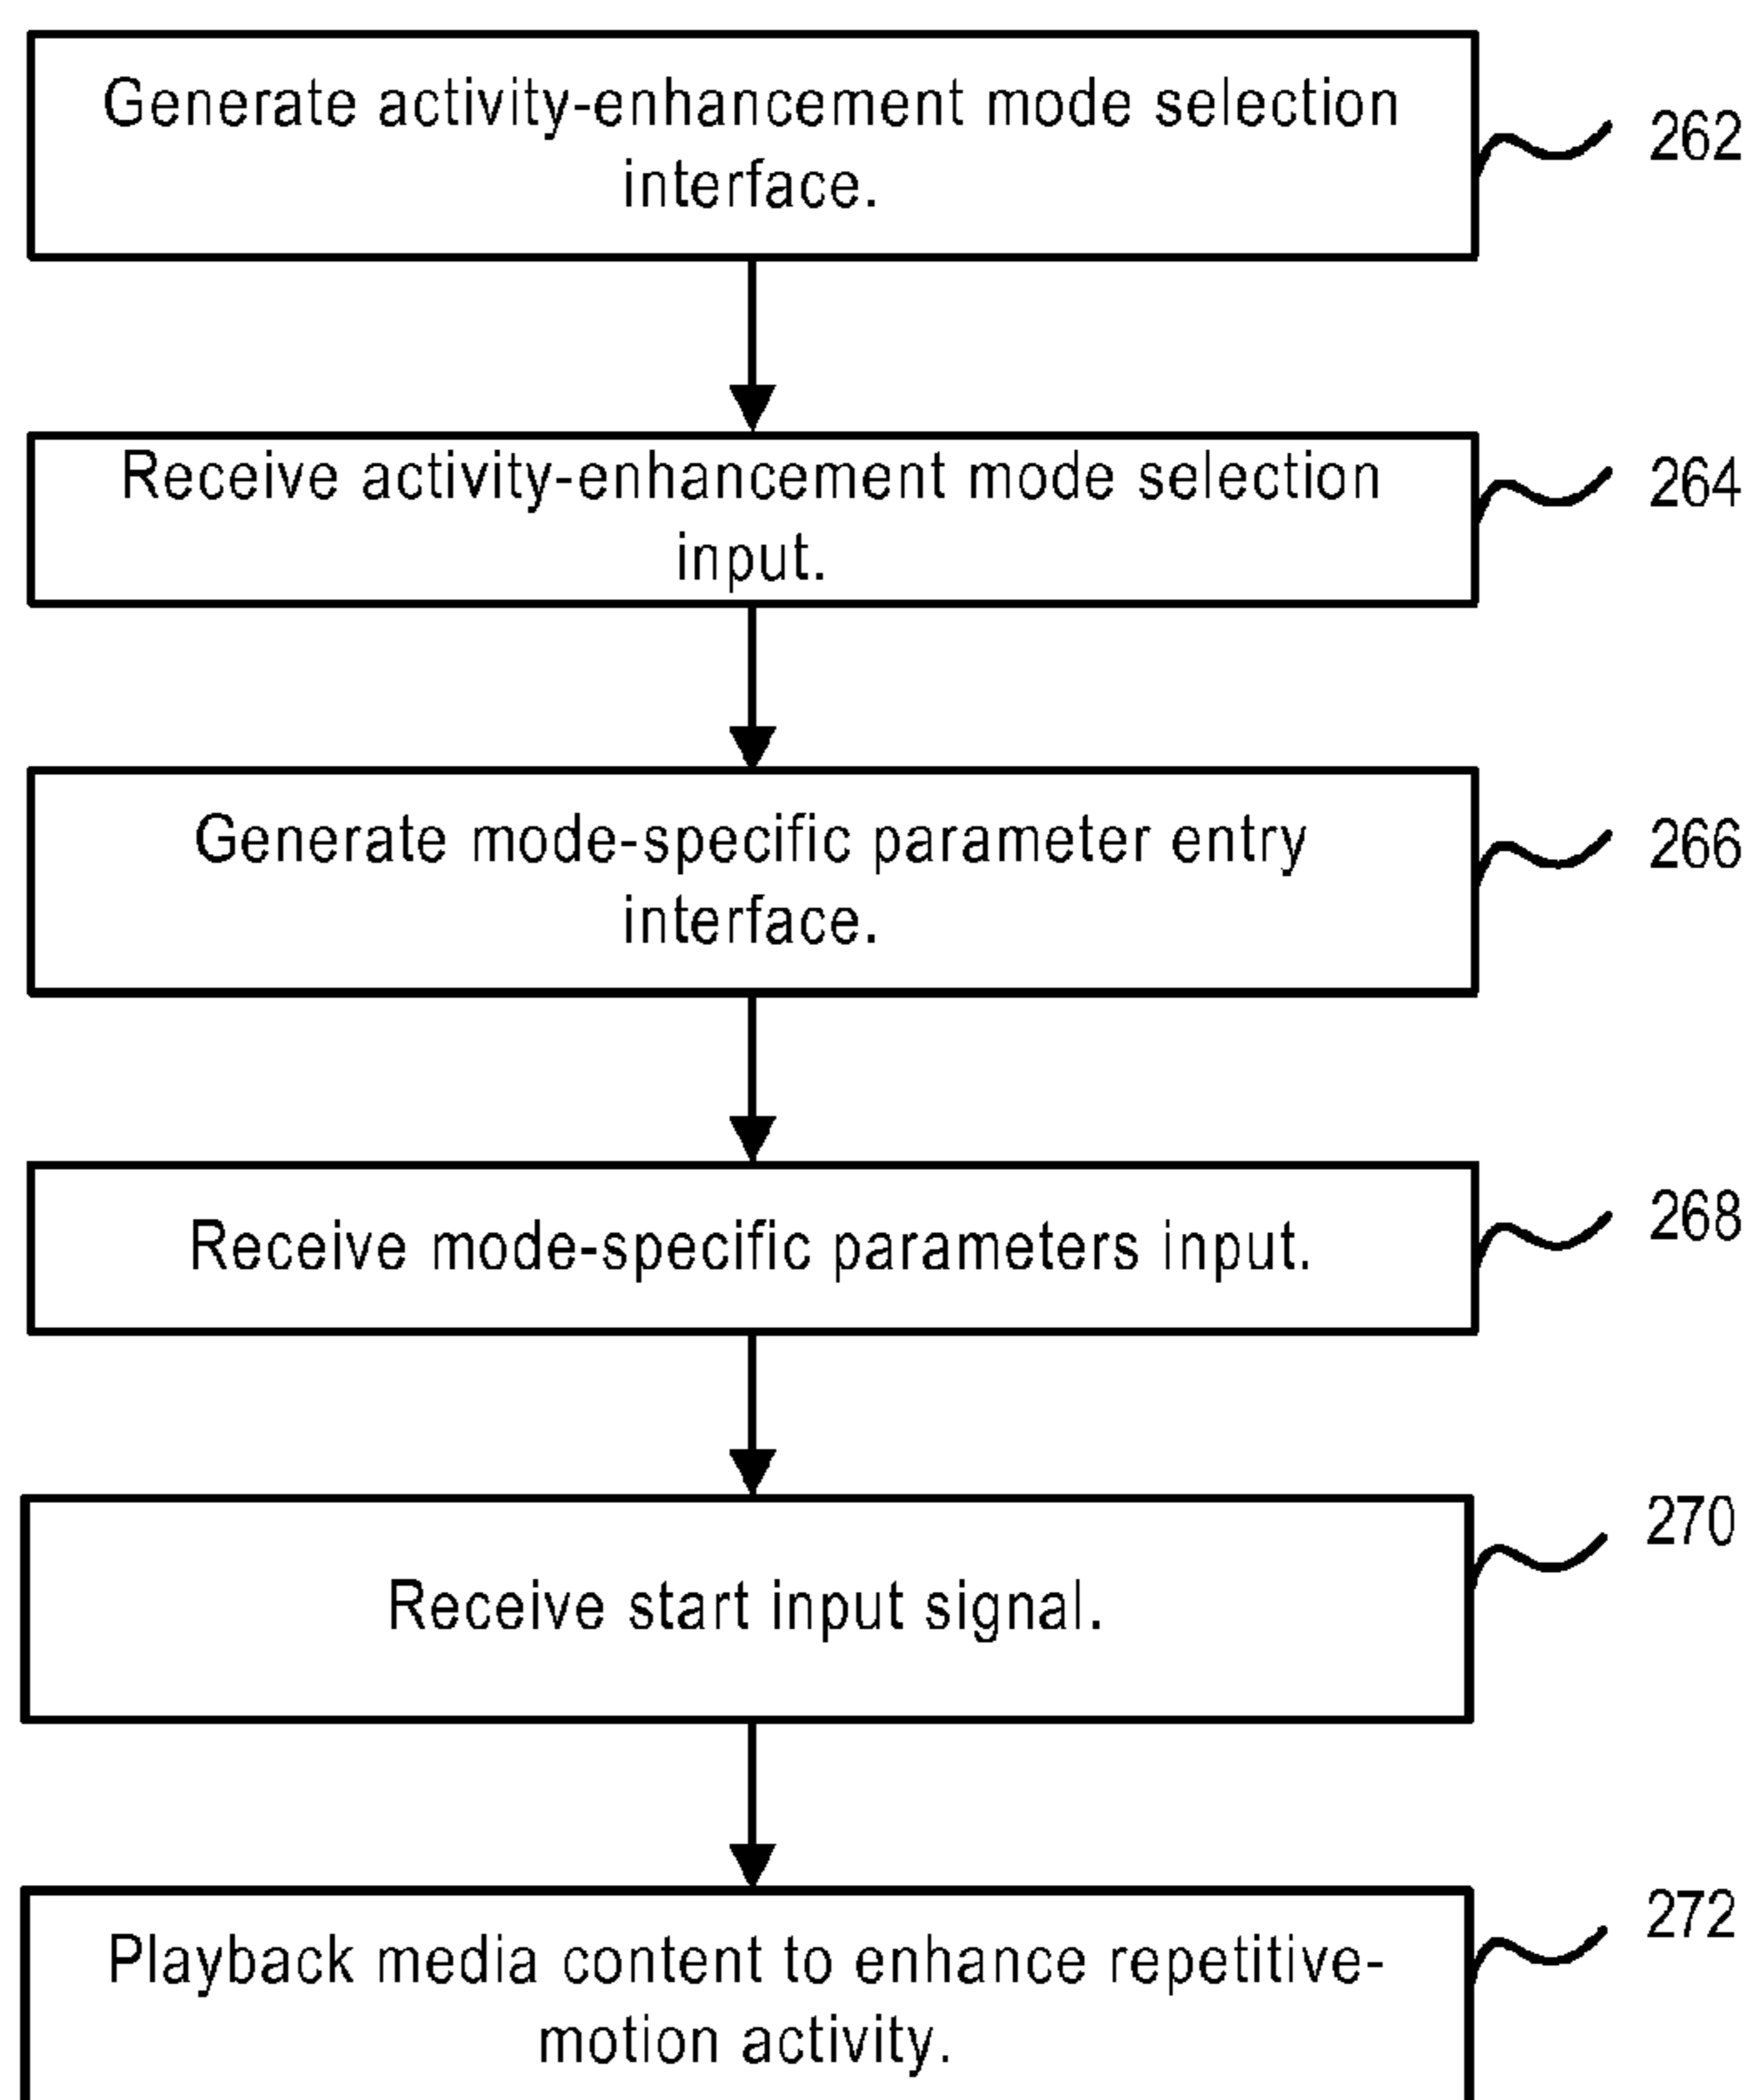 Generate activity-enhancement mode selection
interface.
262
Receive activity-enhancement mode selection
input.
264
Generate mode-specific parameter entry
interface.
266
Receive mode-specific parameters input.
268
Receive start input signal.
270
Playback media content to enhance repetitive-
motion activity.
272